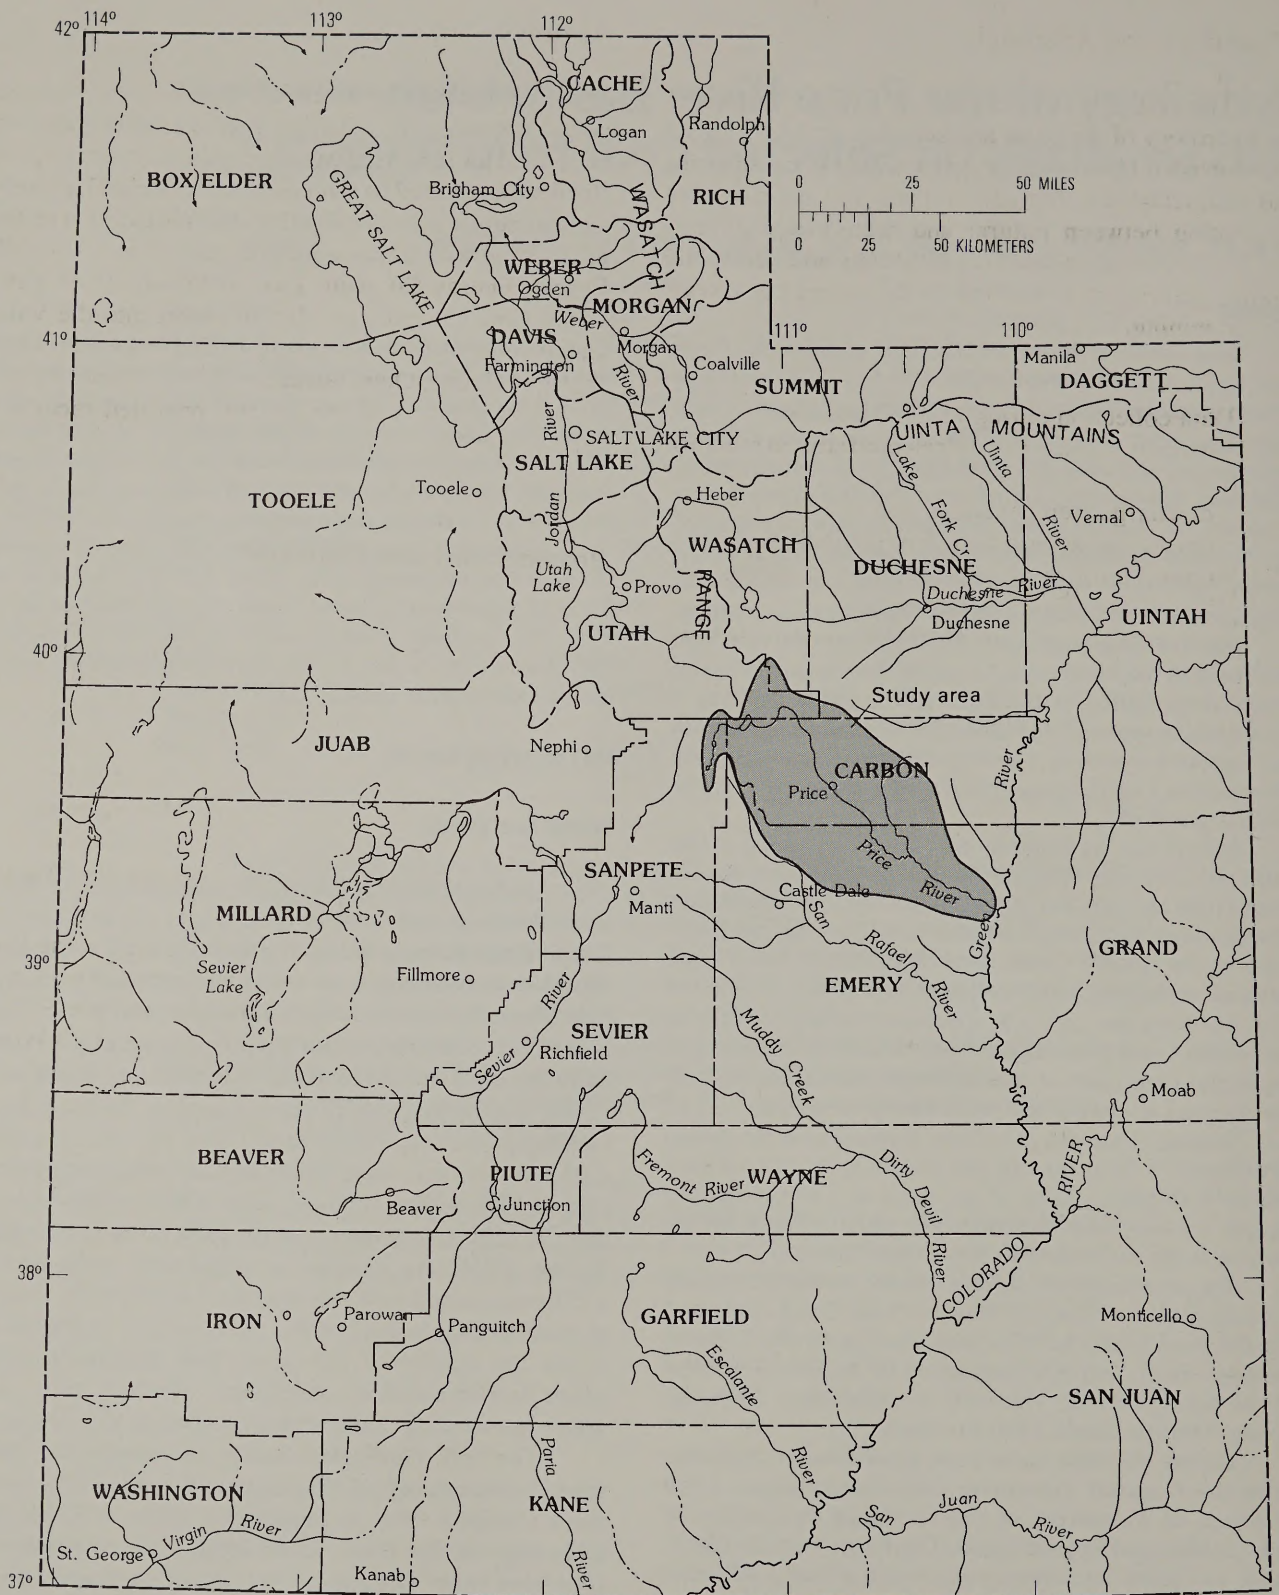 114° 113° 112°
42°
CACHE
Logan
Randolph
BOX ELDER
GREAT SALT LAKE
Brigham City
WASATCH
RICH
0 25 50 MILES
0 25 50 KILOMETERS
WEBER
Ogden
MORGAN
Weber
River
DAVIS
Morgan
Farmington
Coalville
41°
111° 110°
Manila
SUMMIT
DAGGETT
UINTA MOUNTAINS
River
Jordan
SALT LAKE CITY
SALT LAKE
Lake Fork Cr
Uinta River
TOOELE
Tooele
Heber
Vernal
WASATCH
RANGE
DUCHESNE
Utah
Lake
Provo
Duchesne River
Duchesne
UINTAH
UTAH
40°
Study area
JUAB
Nephi
CARBON
Price
River
Green
SANPETE
Price River
Castle Dale
Manti
MILLARD
San Rafael River
GRAND
39°
Sevier
Lake
Fillmore
EMERY
River
Sevier
SEVIER
Richfield
Muddy Creek
Moab
BEAVER
PIUTE
Fremont River
WAYNE
Dirty Devil River
RIVER
COLORADO
Beaver
Junction
38°
IRON
Parowan
Panguitch
GARFIELD
Monticello
Escalante River
SAN JUAN
Paria River
WASHINGTON
KANE
San Juan River
Virgin River
St. George
Kanab
37°